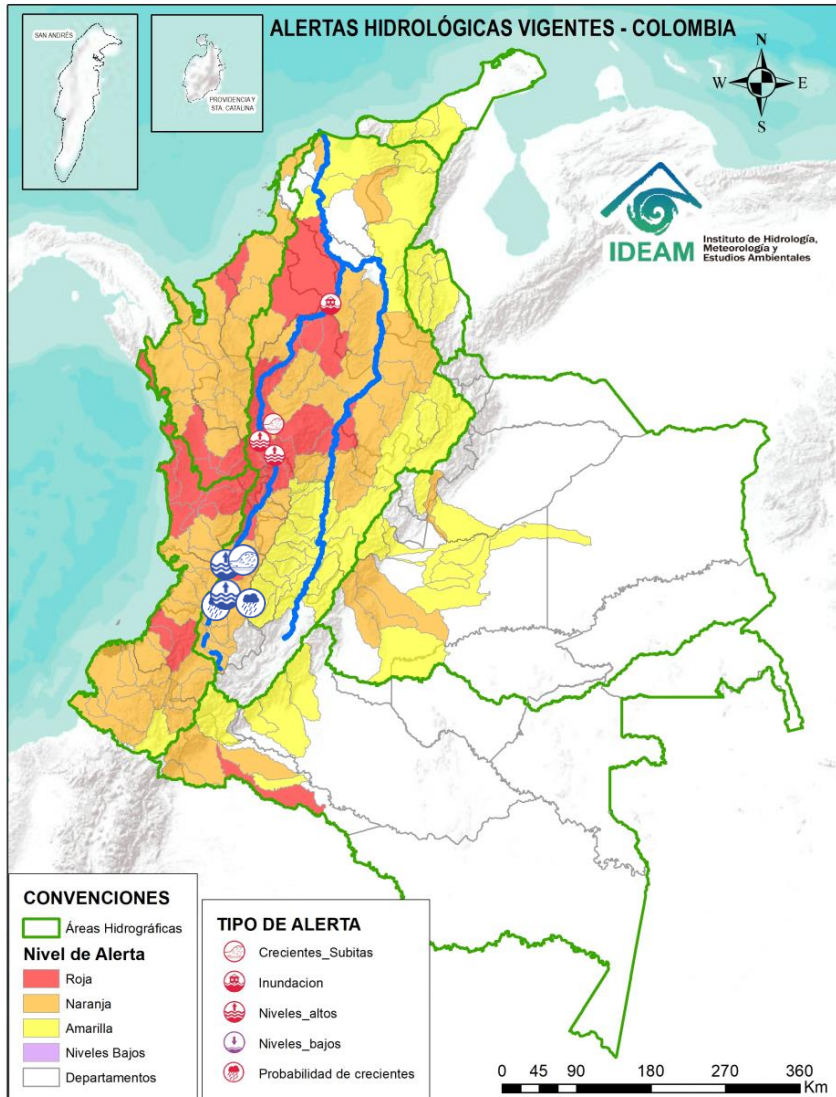 ALERTAS HIDROLÓGICAS VIGENTES - COLOMBIA
SAN ANDRÉS
PROVIDENCIA Y
STA. CATALINA
N
W
E
S
IDEAM
Instituto de Hidrología,
Meteorología y
Estudios Ambientales
CONVENCIONES
Áreas Hidrográficas
Nivel de Alerta
Roja
Naranja
Amarilla
Niveles Bajos
Departamentos
TIPO DE ALERTA
Crecientes_Subitas
Inundacion
Niveles_altos
Niveles_bajos
Probabilidad de crecientes
0 45 90 180 270 360
Km